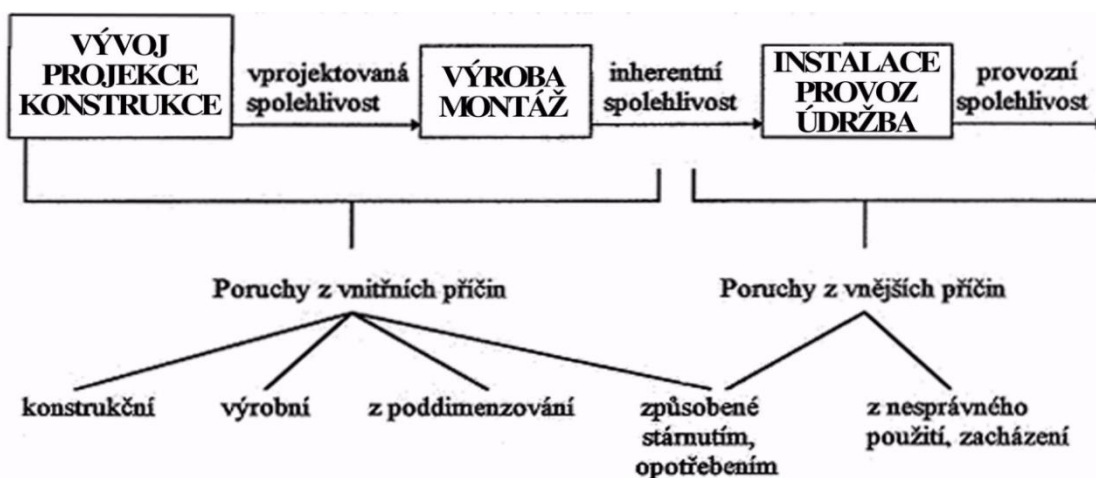 VÝVOJ
PROJEKCE
KONSTRUKCE
vprojektovaná
spolehlivost
VÝROBA
MONTÁŽ
inherentní
spolehlivost
INSTALACE
PROVOZ
ÚDRŽBA
provozní
spolehlivost
Poruchy z vnitřních příčin
Poruchy z vnějších příčin
konstrukční
výrobní
z poddimenzování
způsobené
stárnutím,
opotřebením
z nesprávného
použití, zacházení